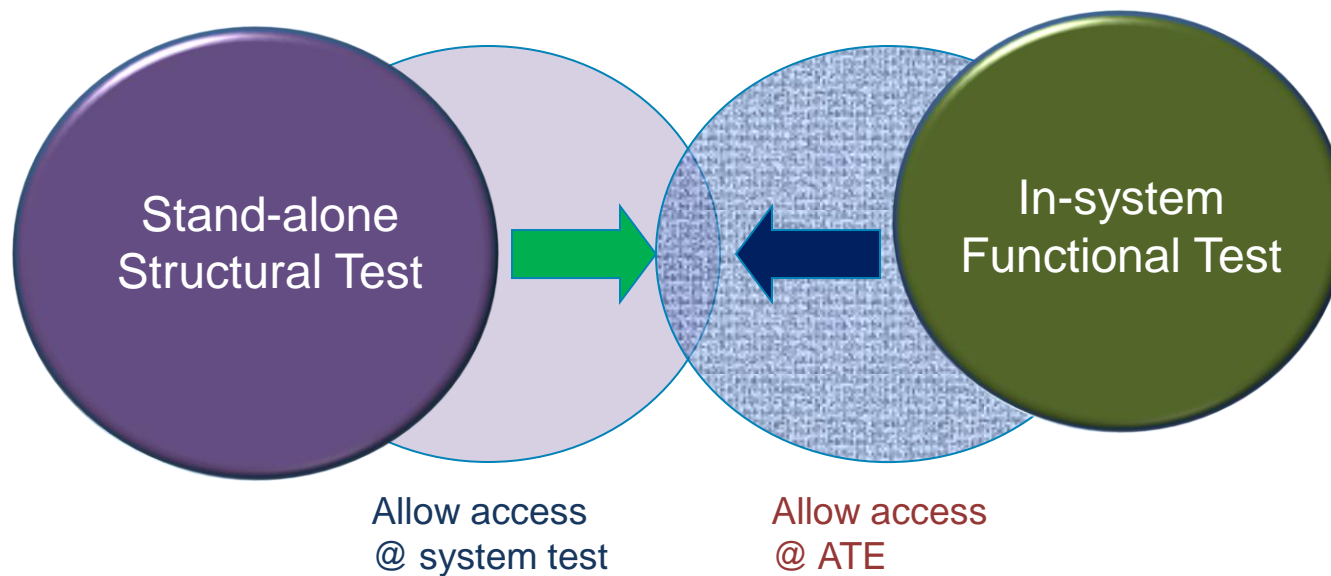 Stand-alone
Structural Test
In-system
Functional Test
Allow access
@ system test
Allow access
@ ATE